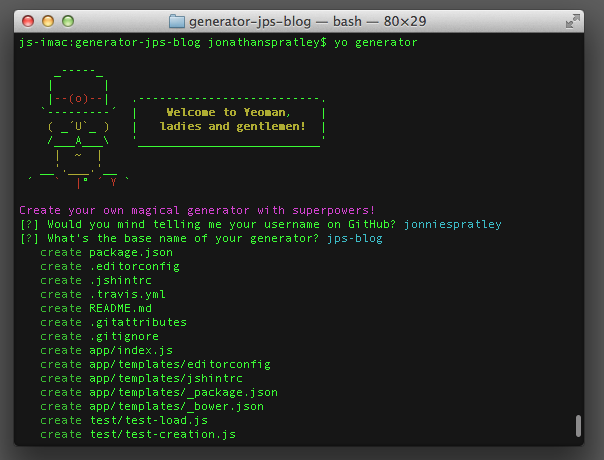 generator-jps-blog — bash — 80×29
js-imac:generator-jps-blog jonathanspratley$ yo generator
     _-----_
    |       |
    |--(o)--|   .--------------------------.
   `---------´  |    Welcome to Yeoman,    |
    ( _´U`_ )   |   ladies and gentlemen!  |
    /___A___\   '__________________________'
     |  ~  |
   __'.___.'__
 ´   `  |° ´ Y `
Create your own magical generator with superpowers!
[?] Would you mind telling me your username on GitHub? jonniespratley
[?] What's the base name of your generator? jps-blog
   create package.json
   create .editorconfig
   create .jshintrc
   create .travis.yml
   create README.md
   create .gitattributes
   create .gitignore
   create app/index.js
   create app/templates/editorconfig
   create app/templates/jshintrc
   create app/templates/_package.json
   create app/templates/_bower.json
   create test/test-load.js
   create test/test-creation.js